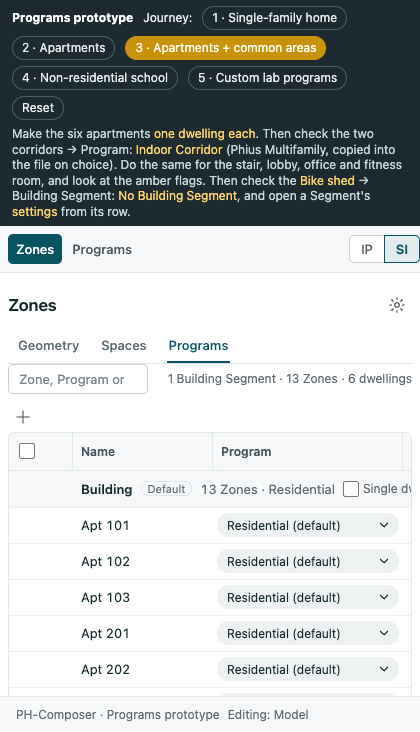 Programs prototype Journey: 1 · Single-family home
2 · Apartments 3 · Apartments + common areas
4 · Non-residential school 5 · Custom lab programs
Reset
Make the six apartments one dwelling each. Then check the two
corridors → Program: Indoor Corridor (Phius Multifamily, copied into
the file on choice). Do the same for the stair, lobby, office and fitness
room, and look at the amber flags. Then check the Bike shed →
Building Segment: No Building Segment, and open a Segment's
settings from its row.
Zones Programs IP SI
Zones
Geometry Spaces Programs
Zone, Program or 1 Building Segment · 13 Zones · 6 dwellings
Name Program
Building Default 13 Zones · Residential Single
Apt 101 Residential (default)
Apt 102 Residential (default)
Apt 103 Residential (default)
Apt 201 Residential (default)
Apt 202 Residential (default)
PH-Composer · Programs prototype Editing: Model